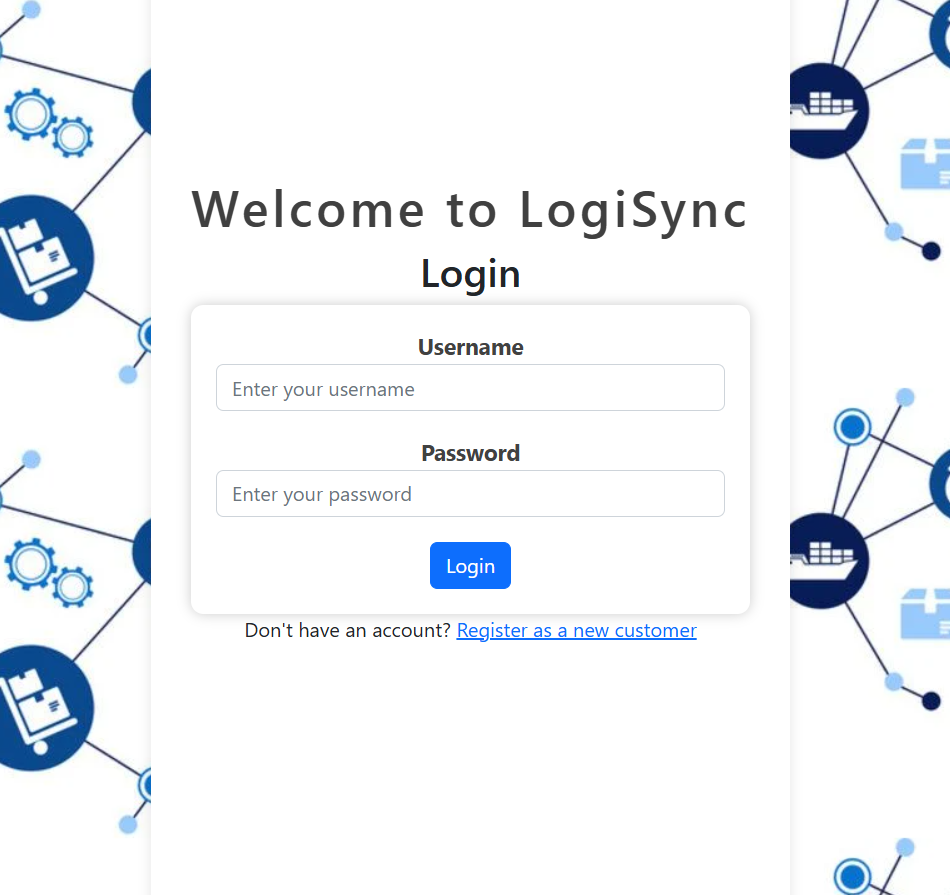 Welcome to LogiSync
Login
Username
Enter your username
Password
Enter your password
Login
Don't have an account? Register as a new customer